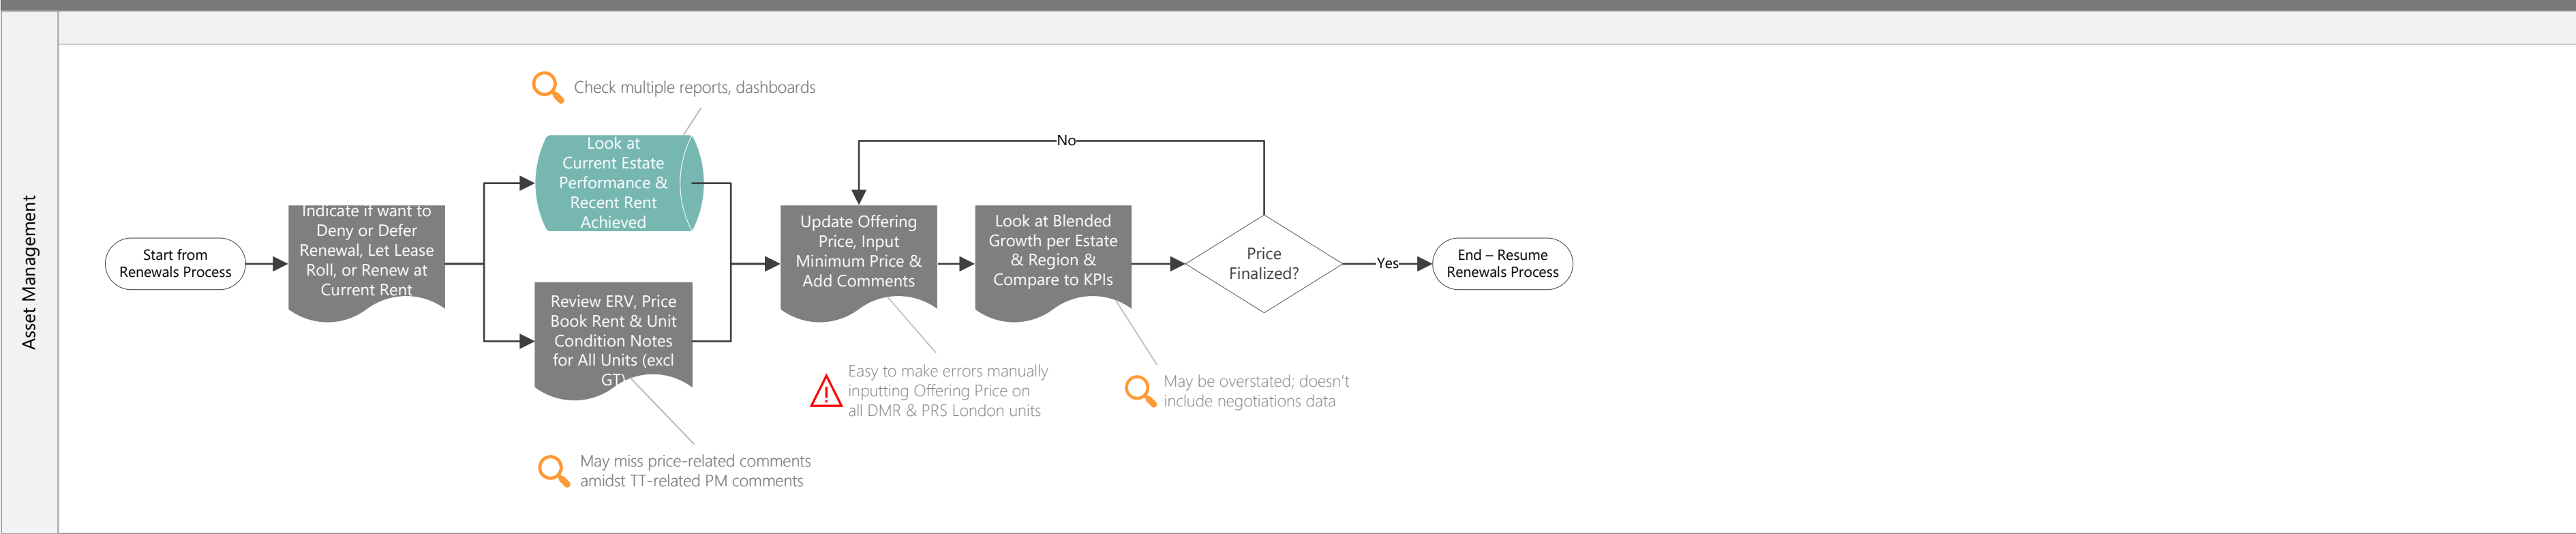 Asset Management
Start from
Renewals Process
Indicate if want to
Deny or Defer
Renewal, Let Lease
Roll, or Renew at
Current Rent
Check multiple reports, dashboards
Look at
Current Estate
Performance &
Recent Rent
Achieved
Review ERV, Price
Book Rent & Unit
Condition Notes
for All Units (excl
GT)
May miss price-related comments
amidst TT-related PM comments
No
Update Offering
Price, Input
Minimum Price &
Add Comments
Easy to make errors manually
inputting Offering Price on
all DMR & PRS London units
Look at Blended
Growth per Estate
& Region &
Compare to KPIs
May be overstated; doesn’t
include negotiations data
Price
Finalized?
Yes
End – Resume
Renewals Process